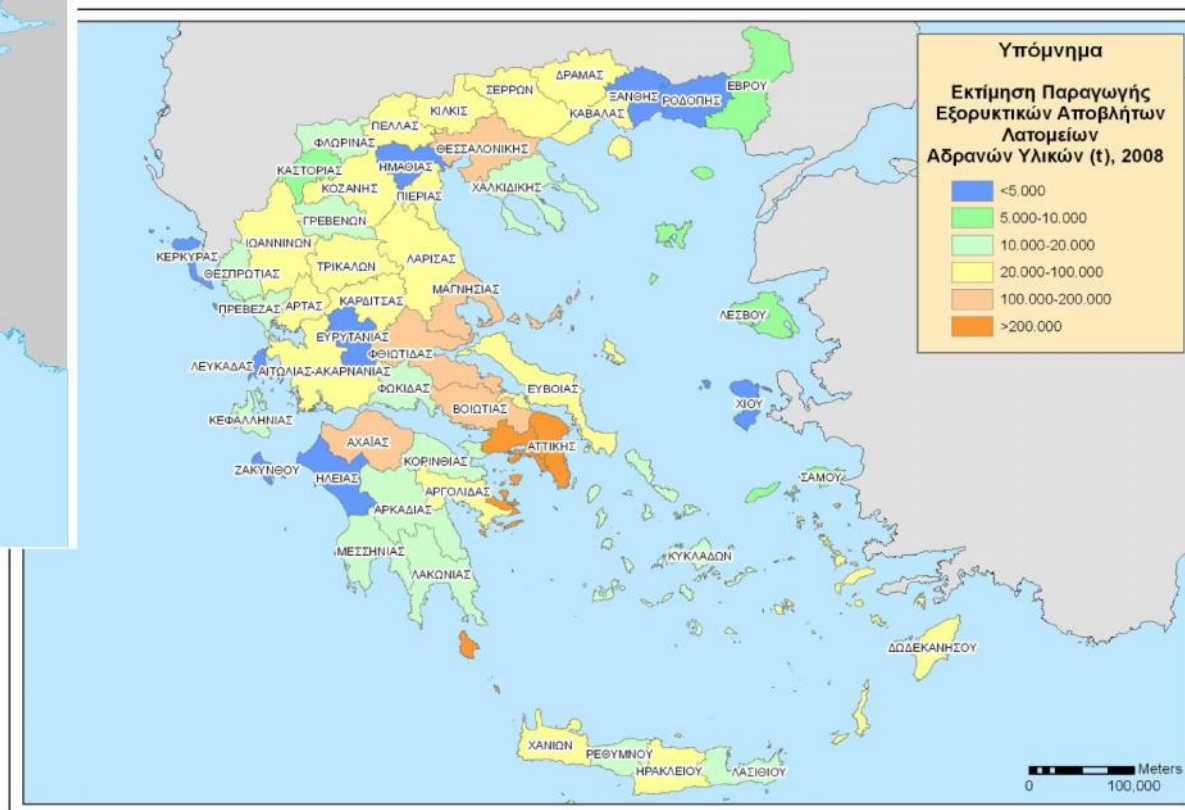 Υπόμνημα
Εκτίμηση Παραγωγής
Εξορυκτικών Αποβλήτων
Λατομείων
Αδρανών Υλικών (t), 2008
<5.000
5.000-10.000
10.000-20.000
20.000-100.000
100.000-200.000
>200.000
ΔΡΑΜΑΣ
ΕΒΡΟΥ
ΣΕΡΡΩΝ
ΞΑΝΘΗΣ
ΡΟΔΟΠΗΣ
ΚΙΛΚΙΣ
ΚΑΒΑΛΑΣ
ΠΕΛΛΑΣ
ΦΛΩΡΙΝΑΣ
ΘΕΣΣΑΛΟΝΙΚΗΣ
ΗΜΑΘΙΑΣ
ΚΑΣΤΟΡΙΑΣ
ΚΟΖΑΝΗΣ
ΧΑΛΚΙΔΙΚΗΣ
ΠΙΕΡΙΑΣ
ΓΡΕΒΕΝΩΝ
ΙΩΑΝΝΙΝΩΝ
ΚΕΡΚΥΡΑΣ
ΛΑΡΙΣΑΣ
ΤΡΙΚΑΛΩΝ
ΘΕΣΠΡΩΤΙΑΣ
ΜΑΓΝΗΣΙΑΣ
ΚΑΡΔΙΤΣΑΣ
ΠΡΕΒΕΖΑΣ
ΑΡΤΑΣ
ΛΕΣΒΟΥ
ΕΥΡΥΤΑΝΙΑΣ
ΦΘΙΩΤΙΔΑΣ
ΛΕΥΚΑΔΑΣ
ΑΙΤΩΛΙΑΣ-ΑΚΑΡΝΑΝΙΑΣ
ΦΩΚΙΔΑΣ
ΕΥΒΟΙΑΣ
ΒΟΙΩΤΙΑΣ
ΧΙΟΥ
ΚΕΦΑΛΛΗΝΙΑΣ
ΑΧΑΪΑΣ
ΑΤΤΙΚΗΣ
ΚΟΡΙΝΘΙΑΣ
ΖΑΚΥΝΘΟΥ
ΗΛΕΙΑΣ
ΣΑΜΟΥ
ΑΡΓΟΛΙΔΑΣ
ΑΡΚΑΔΙΑΣ
ΜΕΣΣΗΝΙΑΣ
ΚΥΚΛΑΔΩΝ
ΛΑΚΩΝΙΑΣ
ΔΩΔΕΚΑΝΗΣΟΥ
ΧΑΝΙΩΝ
ΡΕΘΥΜΝΟΥ
ΗΡΑΚΛΕΙΟΥ
ΛΑΣΙΘΙΟΥ
Meters
0 100,000